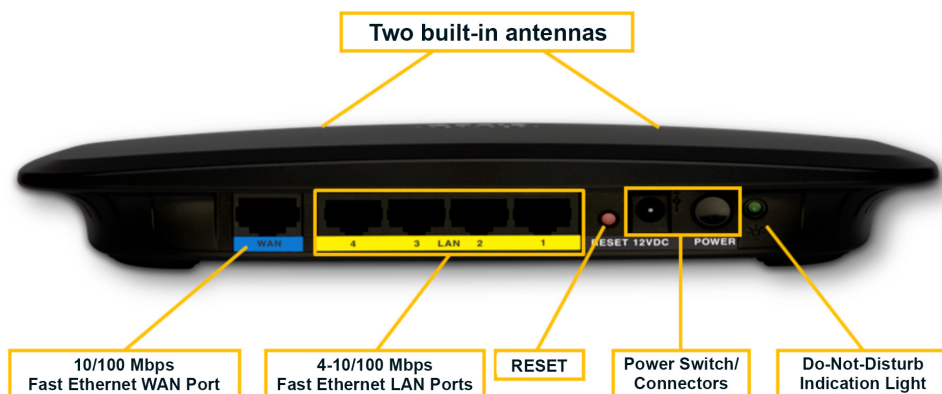 Two built-in antennas
WAN
4 3 LAN 2 1
RESET 12VDC POWER
10/100 Mbps
Fast Ethernet WAN Port
4-10/100 Mbps
Fast Ethernet LAN Ports
RESET
Power Switch/
Connectors
Do-Not-Disturb
Indication Light